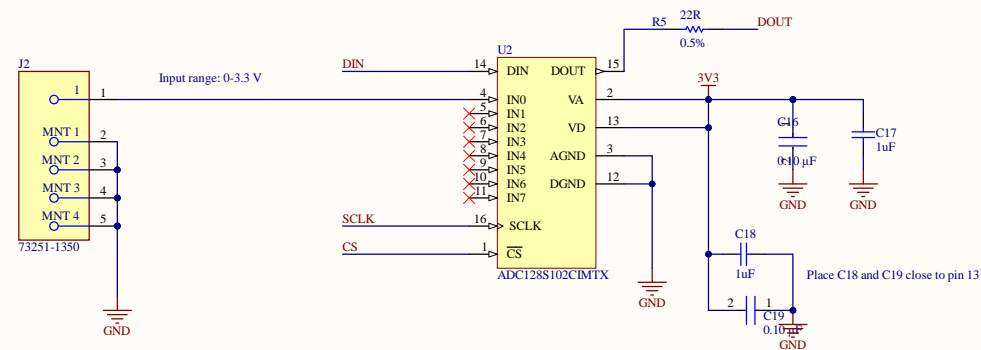 22R
R5
DOUT
0.5%
J2
U2
Input range: 0-3.3 V
DIN
14
DIN
DOUT
15
3V3
1
1
4
IN0
VA
2
5
IN1
C16
6
IN2
VD
13
1
C17
MNT 1
2
7
IN3
1uF
8
IN4
AGND
3
2
0.10 µF
MNT 2
3
9
IN5
10
IN6
DGND
12
MNT 3
4
11
IN7
GND
GND
MNT 4
5
SCLK
16
SCLK
C18
73251-1350
CS
1
CS
1uF
ADC128S102CIMTX
Place C18 and C19 close to pin 13
GND
2
1
C19
0.10 µF
GND
GND